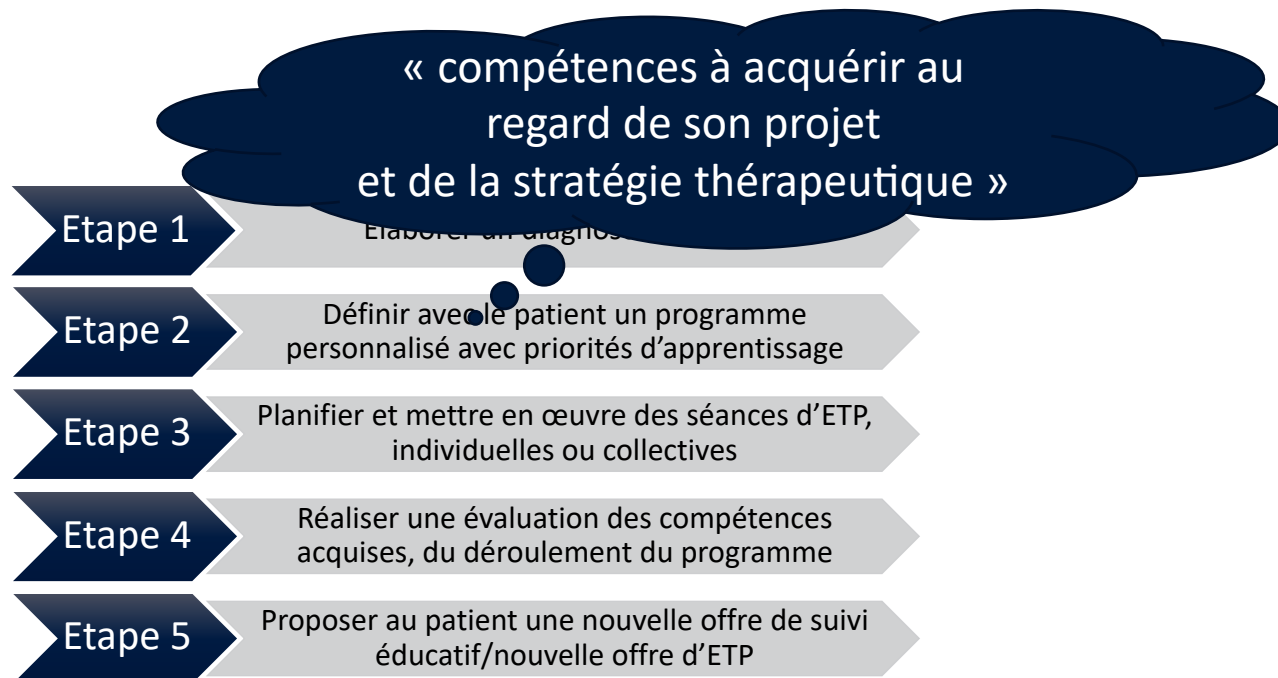 « compétences à acquérir au
regard de son projet
et de la stratégie thérapeutique »
Etape 1
Elaborer un
Etape 2
Définir avec le patient un programme
personnalisé avec priorités d’apprentissage
Etape 3
Planifier et mettre en œuvre des séances d’ETP,
individuelles ou collectives
Etape 4
Réaliser une évaluation des compétences
acquises, du déroulement du programme
Etape 5
Proposer au patient une nouvelle offre de suivi
éducatif/nouvelle offre d’ETP